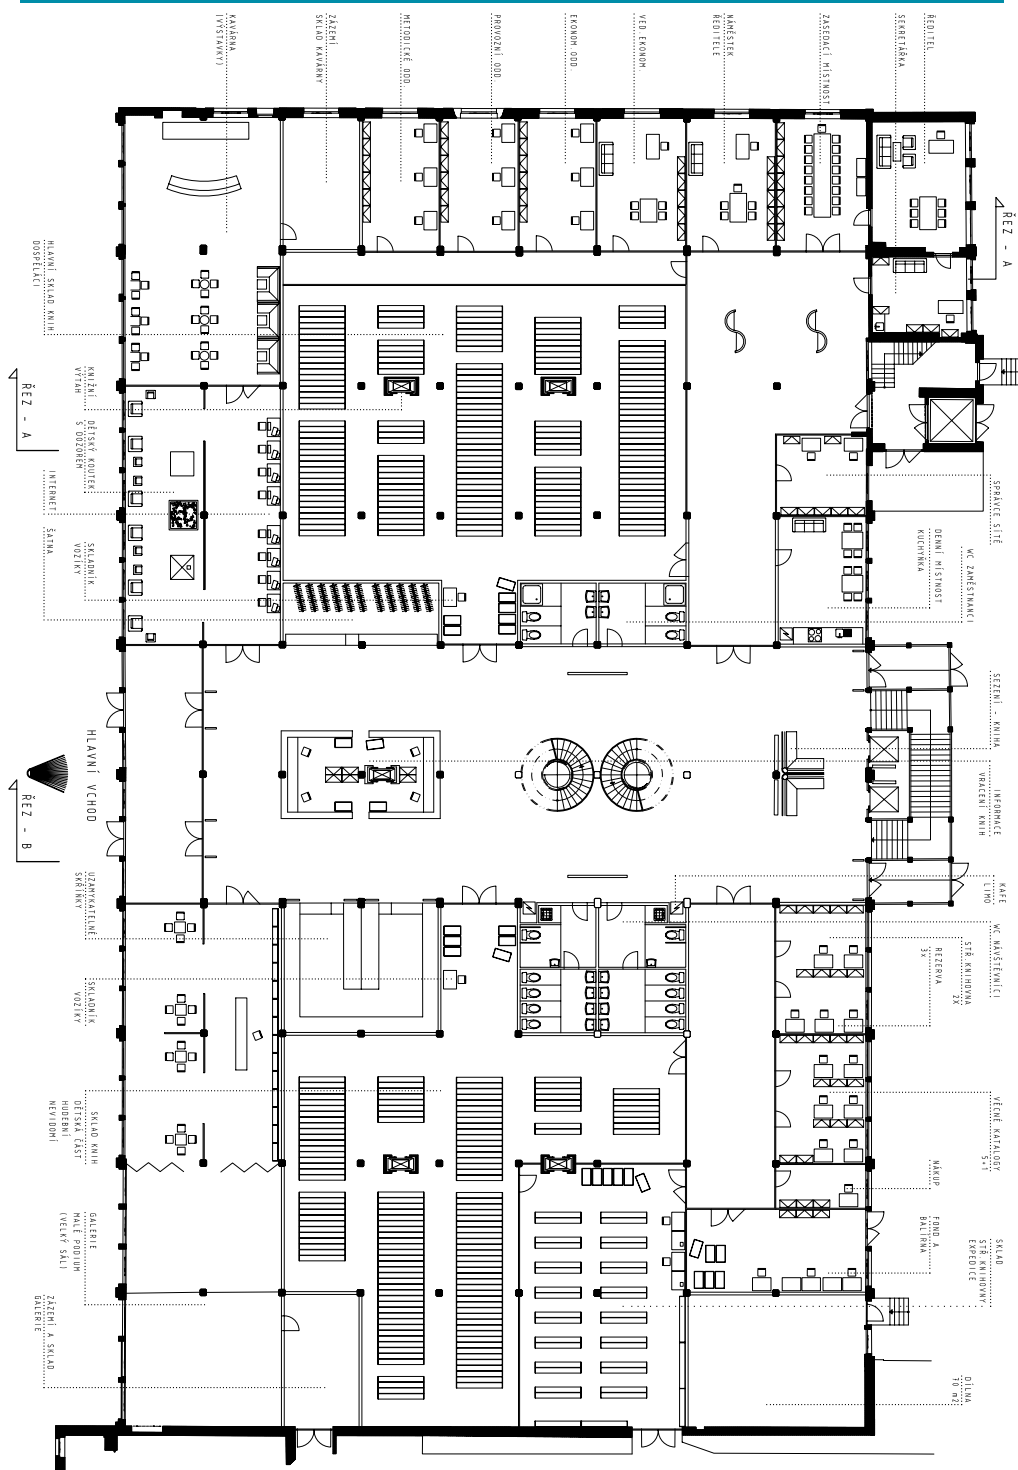 KAVÁRNA
(VÝSTAVKY)
ZÁZEMÍ
SKLAD KAVÁRNY
METODICKÉ ODD.
PROVOZNÍ ODD.
EKONOM. ODD.
VED. EKONOM.
NÁMĚSTEK
ŘEDITELE
ZASEDACÍ MÍSTNOST
SEKRETÁŘKA
ŘEDITEL
ŘEZ - A
HLAVNÍ SKLAD KNIH
DOSPĚLÁCI
KNIŽNÍ
VÝTAH
ŘEZ - A
DĚTSKÝ KOUTEK
S DOZOREM
INTERNET
SKLADNÍK
VOZÍKY
ŠATNA
SPRÁVCE SÍTĚ
DENNÍ MÍSTNOST
KUCHYŇKA
WC ZAMĚSTNANCI
SEZENÍ - KNIHA
INFORMACE
VRACENÍ KNIH
HLAVNÍ VCHOD
ŘEZ - B
KAFE
LIMO
UZAMYKATELNÉ
SKŘÍŇKY
WC NÁVŠTĚVNÍCI
STŘ. KNIHOVNA
2X
REZERVA
3x
SKLADNÍK
VOZÍKY
SKLAD KNIH
DĚTSKÁ ČÁST
HUDEBNÍ
NEVIDOMÍ
VĚCNÉ KATALOGY
5+1
NÁKUP
FOND A
BALÍRNA
SKLAD
STŘ. KNIHOVNY
EXPEDICE
GALERIE
MALÉ PODIUM
(VELKÝ SÁL)
ZÁZEMÍ A SKLAD
GALERIE
DÍLNA
70 m2